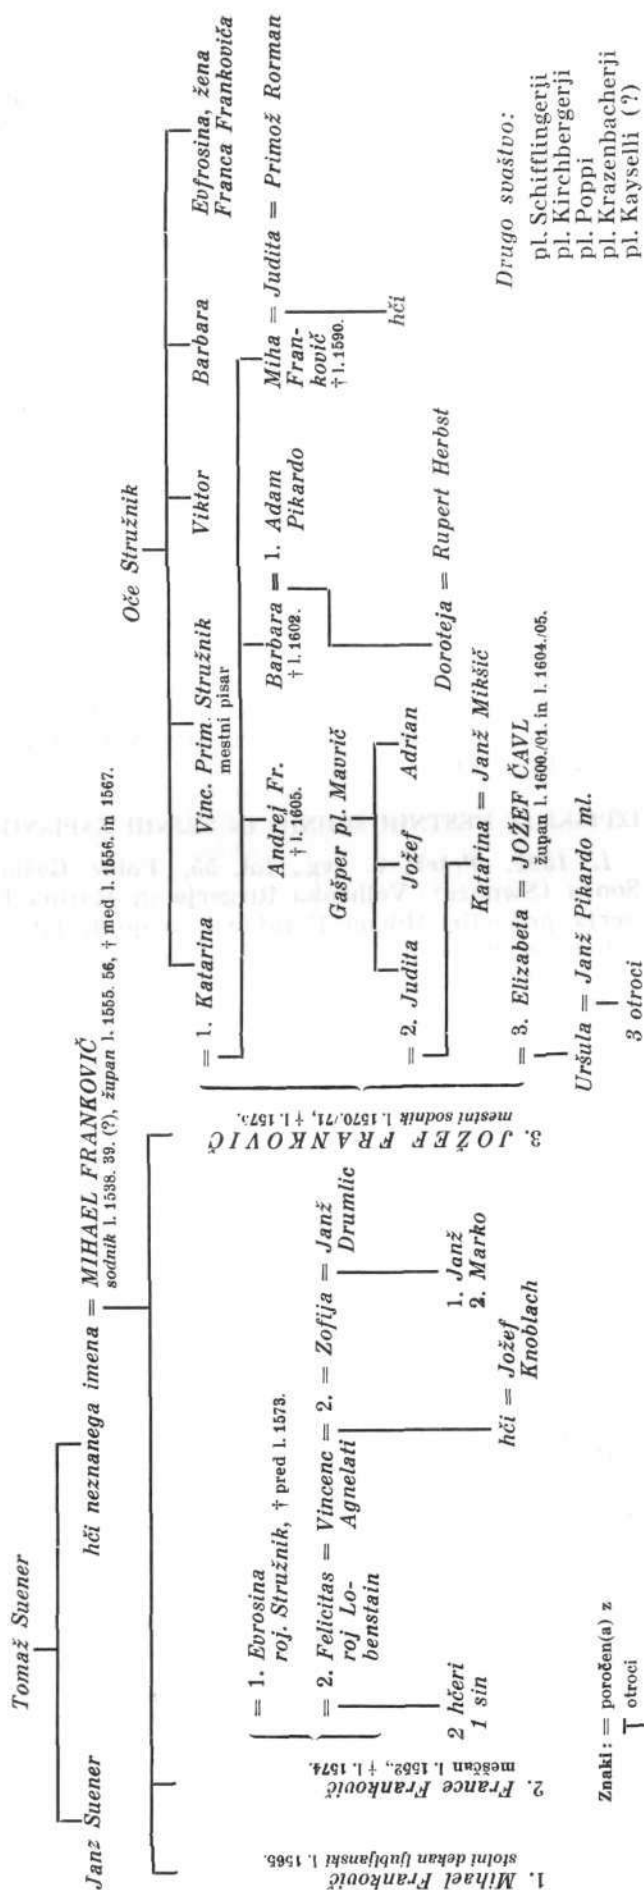 Tomaž Suener
Janž Suener
hči neznanega imena = MIHAEL FRANKOVIČ
sodnik l. 1538. 39. (?), župan l. 1555. 56, † med l. 1556. in 1567.
1. Mihael Frankovič
stolni dekan ljubljanski l. 1565.
2. France Frankovič
meščan l. 1552., † l. 1574.
= 1. Evrosina
roj. Stružnik, † pred l. 1573.
= 2. Felicitas = Vincenc = 2. = Zofija = Janž
roj Lo-
benstain
Agnelati
Drumlic
2 hčeri
1 sin
1. Janž
2. Marko
hči = Jožef
Knoblach
3. JOŽEF FRANKOVIČ
mestni sodnik l. 1570./71, † l. 1573.
Oče Stružnik
= 1. Katarina
Vinc. Prim. Stružnik
mestni pisar
Viktor
Barbara
Evfrosina, žena
Franca Frankoviča
Andrej Fr.
† l. 1605.
Barbara = 1. Adam
† l. 1602.
Pikardo
Miha = Judita = Primož Rorman
Fran-
kovič
† l. 1590.
hči
Gašper pl. Mavrič
= 2. Judita
Jožef
Adrian
Doroteja = Rupert Herbst
Katarina = Janž Mikšič
= 3. Elizabeta = JOŽEF ČAVL
župan l. 1600./01. in l. 1604./05.
Uršula = Janž Pikardo ml.
3 otroci
Drugo svaštvo:
pl. Schifflingerji
pl. Kirchbergerji
pl. Poppi
pl. Krazenbacherji
pl. Kayselli (?)
Znaki: = poročen(a) z
otroci